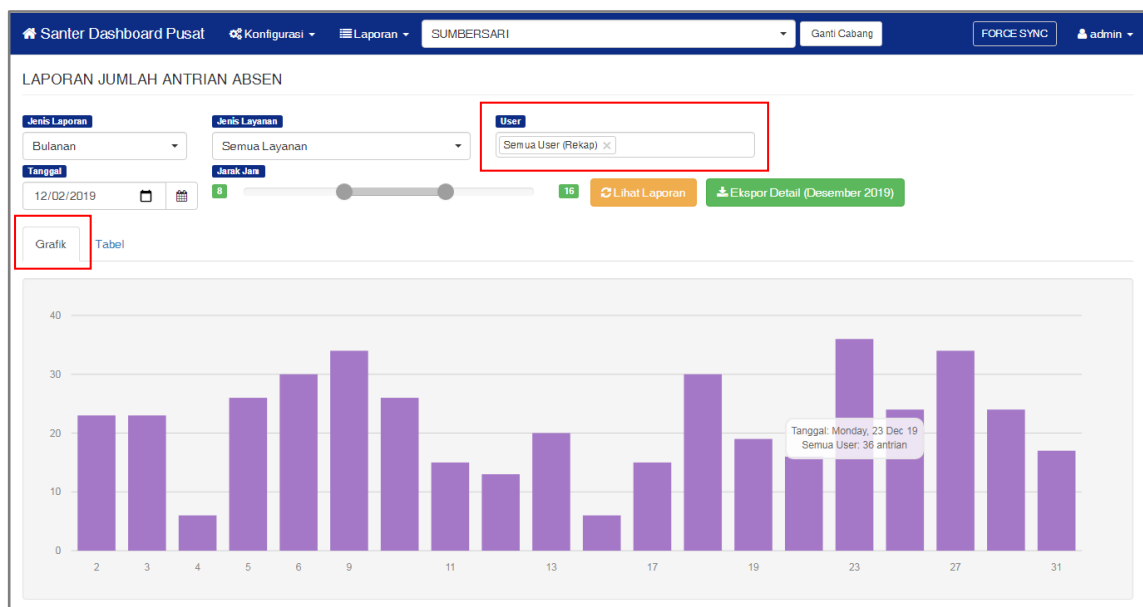 Santer Dashboard Pusat Konfigurasi Laporan SUMBERSARI Ganti Cabang FORCE SYNC admin
LAPORAN JUMLAH ANTRIAN ABSEN
Jenis Laporan Jenis Layanan User
Bulanan Semua Layanan Semua User (Rekap) ×
Tanggal Jarak Jam
12/02/2019 8 16 Lihat Laporan Ekspor Detail (Desember 2019)
Grafik Tabel
40
30
20
Tanggal: Monday, 23 Dec 19
Semua User: 36 antrian
10
0
2 3 4 5 6 9 11 13 17 19 23 27 31